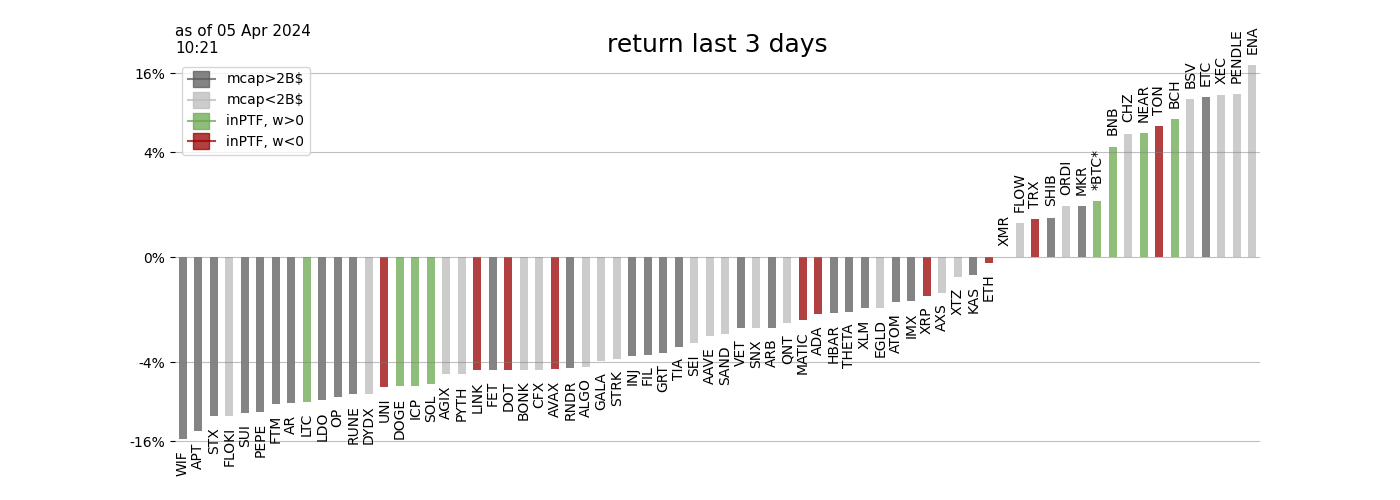 as of 05 Apr 2024
10:21
return last 3 days
mcap>2B$
mcap<2B$
inPTF, w>0
inPTF, w<0
16%
4%
0%
-4%
-16%
WIF
APT
STX
FLOKI
SUI
PEPE
FTM
AR
LTC
LDO
OP
RUNE
DYDX
UNI
DOGE
ICP
SOL
AGIX
PYTH
LINK
FET
DOT
BONK
CFX
AVAX
RNDR
ALGO
GALA
STRK
INJ
FIL
GRT
TIA
SEI
AAVE
SAND
VET
SNX
ARB
QNT
MATIC
ADA
HBAR
THETA
XLM
EGLD
ATOM
IMX
XRP
AXS
XTZ
KAS
ETH
XMR
FLOW
TRX
SHIB
ORDI
MKR
*BTC*
BNB
CHZ
NEAR
TON
BCH
BSV
ETC
XEC
PENDLE
ENA